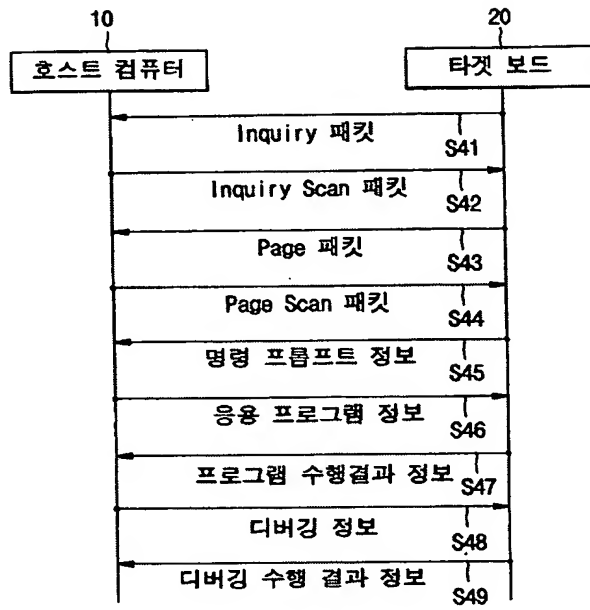 10
20
호스트 컴퓨터
타겟 보드
Inquiry 패킷
S41
Inquiry Scan 패킷
S42
Page 패킷
S43
Page Scan 패킷
S44
명령 프롬프트 정보
S45
응용 프로그램 정보
S46
프로그램 수행결과 정보
S47
디버깅 정보
S48
디버깅 수행 결과 정보
S49